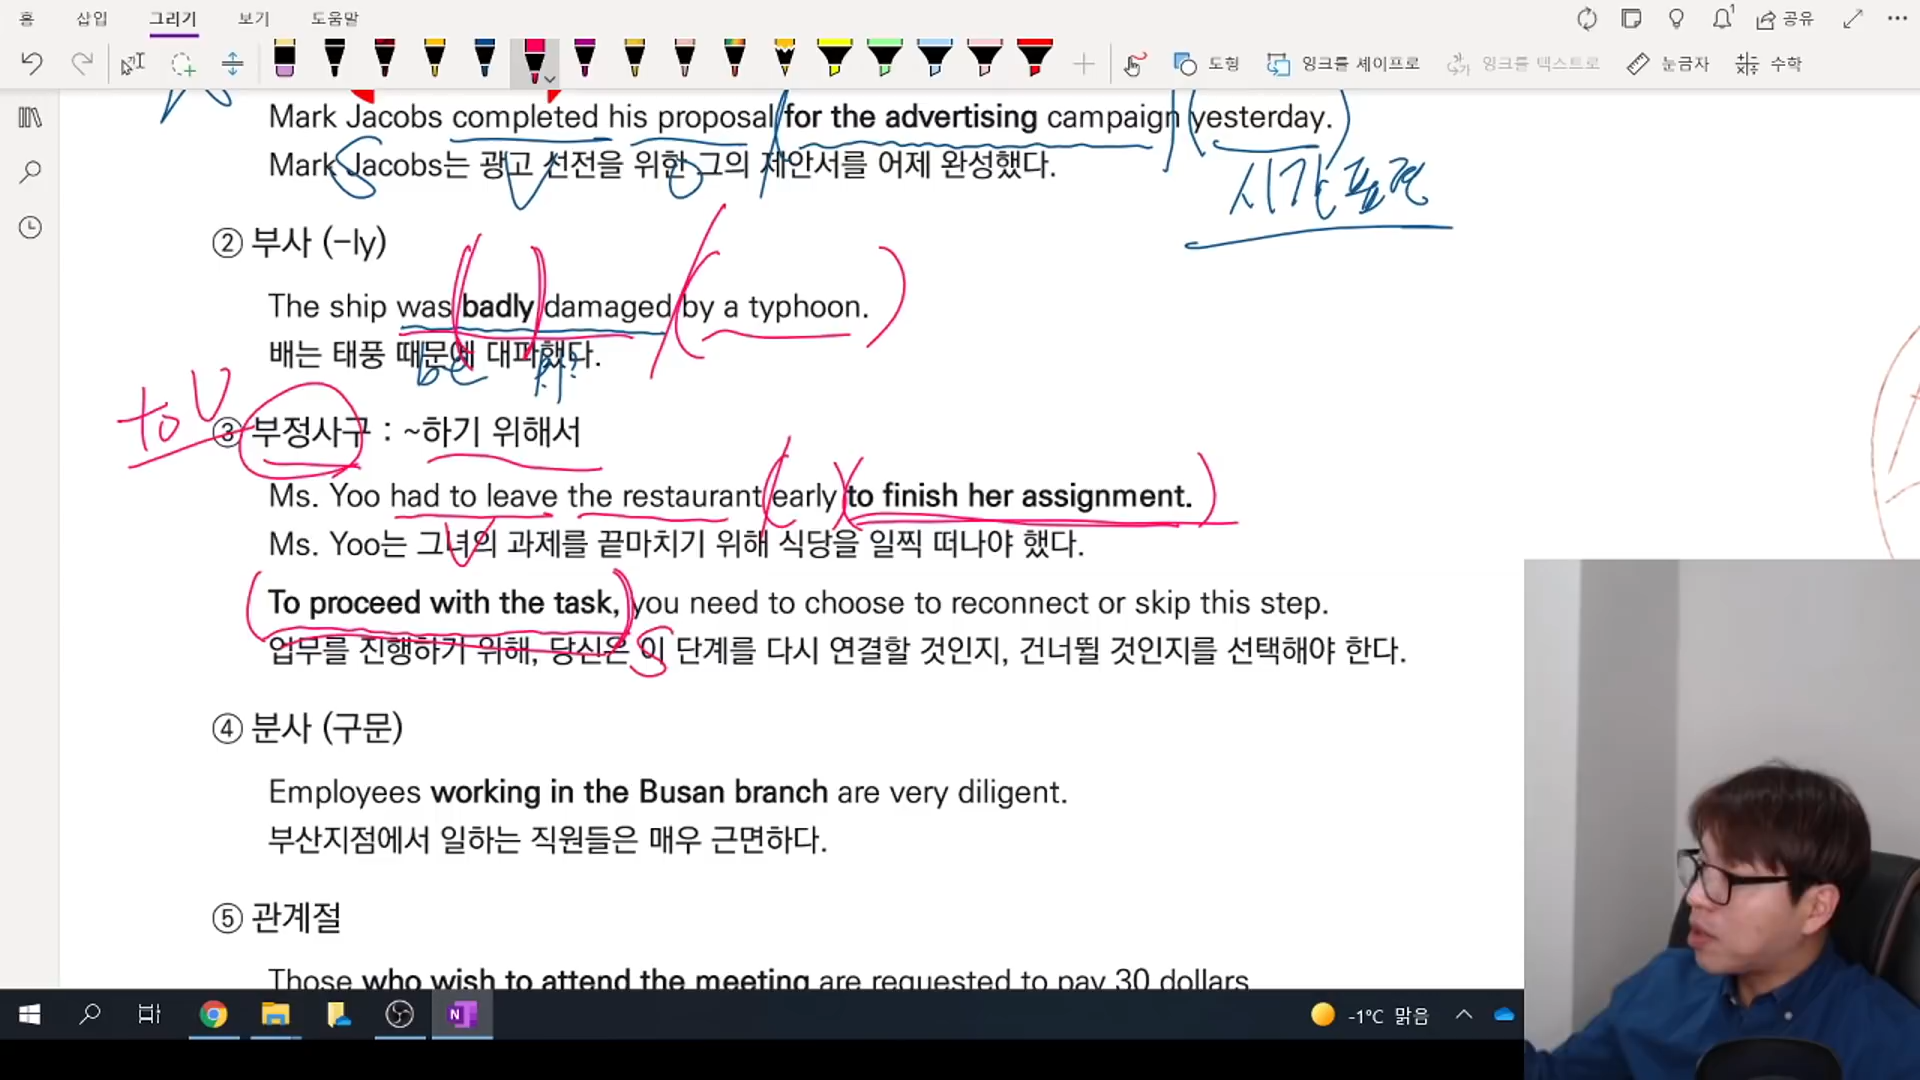 홈 삽입 그리기 보기 도움말 1 공유
도형 잉크를 셰이프로 잉크를 텍스트로 눈금자 수학
Mark Jacobs completed his proposal for the advertising campaign yesterday.
Mark Jacobs는 광고 선전을 위한 그의 제안서를 어제 완성했다.
S V O 시간 표현
② 부사 (-ly)
The ship was badly damaged by a typhoon.
배는 태풍 때문에 대파했다.
be p.p.
to V
③ 부정사구 : ~하기 위해서
Ms. Yoo had to leave the restaurant early to finish her assignment.
Ms. Yoo는 그녀의 과제를 끝마치기 위해 식당을 일찍 떠나야 했다.
V
To proceed with the task, you need to choose to reconnect or skip this step.
업무를 진행하기 위해, 당신은 이 단계를 다시 연결할 것인지, 건너뛸 것인지를 선택해야 한다.
S
④ 분사 (구문)
Employees working in the Busan branch are very diligent.
부산지점에서 일하는 직원들은 매우 근면하다.
⑤ 관계절
Those who wish to attend the meeting are requested to pay 30 dollars
N -1°C 맑음